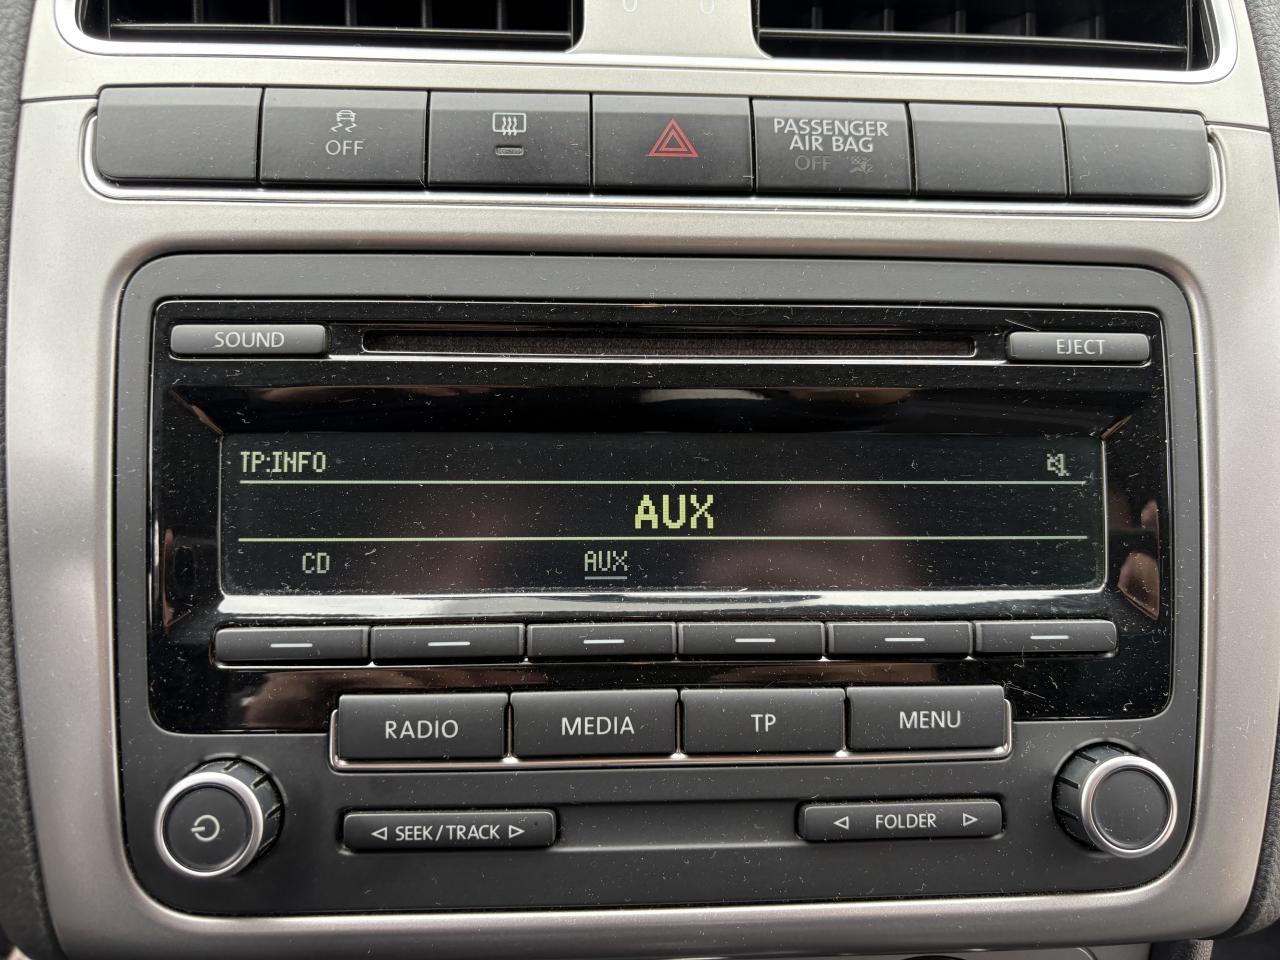 OFF
PASSENGER
AIR BAG
OFF
SOUND
EJECT
TP:INFO
AUX
CD AUX
RADIO MEDIA TP MENU
SEEK/TRACK
FOLDER